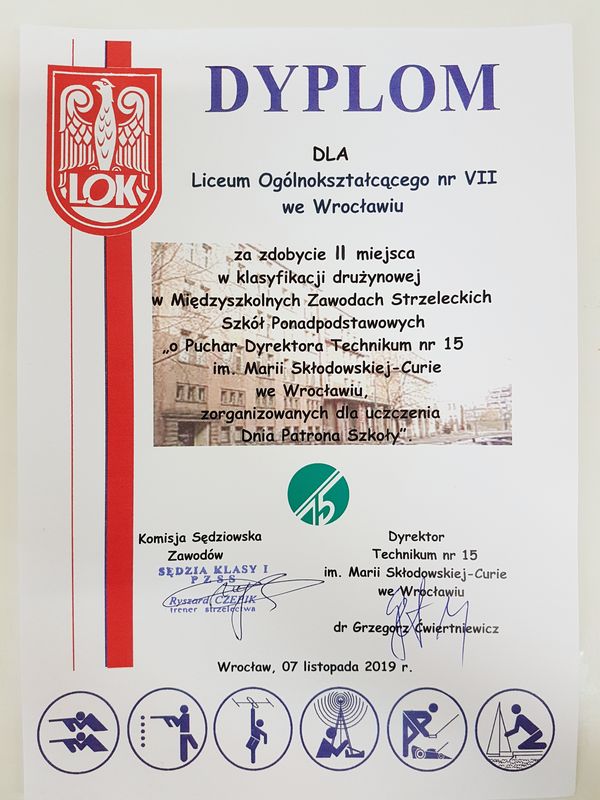 DYPLOM
LOK
DLA
Liceum Ogólnokształcącego nr VII
we Wrocławiu
za zdobycie II miejsca
w klasyfikacji drużynowej
w Międzyszkolnych Zawodach Strzeleckich
Szkół Ponadpodstawowych
„o Puchar Dyrektora Technikum nr 15
im. Marii Skłodowskiej-Curie
we Wrocławiu,
zorganizowanych dla uczczenia
Dnia Patrona Szkoły”.
15
Komisja Sędziowska
Zawodów
SĘDZIA KLASY I
PZSS
Ryszard CZEPIK
trener strzelectwa
Dyrektor
Technikum nr 15
im. Marii Skłodowskiej-Curie
we Wrocławiu
dr Grzegorz Ćwiertniewicz
Wrocław, 07 listopada 2019 r.